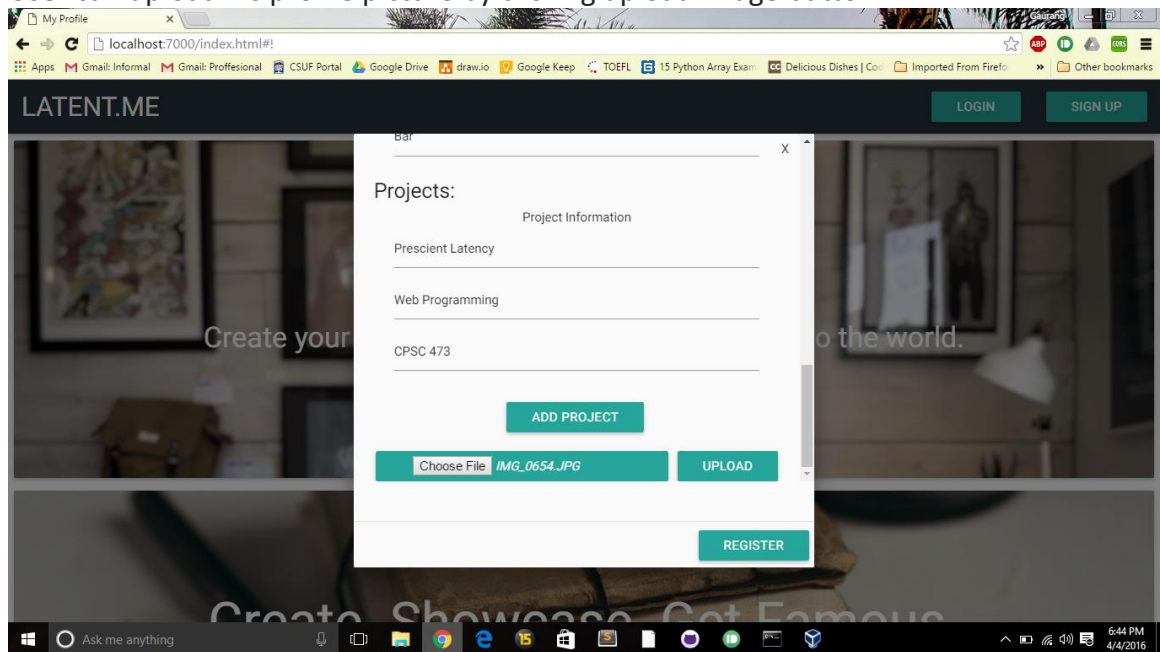 My Profile
Gaurang
localhost:7000/index.html#!
ABP
CORS
Apps Gmail: Informal Gmail: Proffesional CSUF Portal Google Drive draw.io Google Keep TOEFL 15 Python Array Exam Delicious Dishes | Coo Imported From Firefo » Other bookmarks
LATENT.ME
LOGIN
SIGN UP
Bar
X
Projects:
Project Information
Prescient Latency
Web Programming
Create your
o the world.
CPSC 473
ADD PROJECT
Choose File IMG_0654.JPG
UPLOAD
REGISTER
Create, Showcase, Get Famous
Ask me anything
6:44 PM
4/4/2016